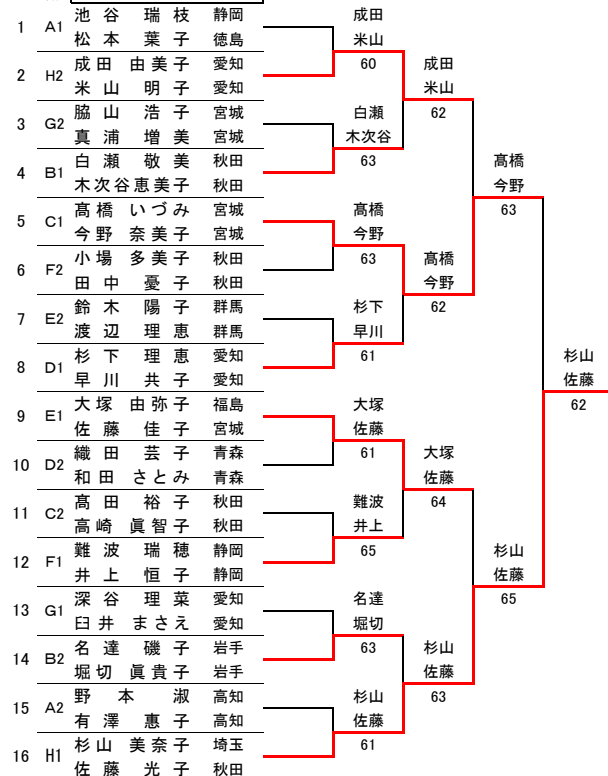 1 A1 池谷 瑞枝 静岡
松本 葉子 徳島
2 H2 成田 由美子 愛知
米山 明子 愛知
3 G2 脇山 浩子 宮城
真浦 増美 宮城
4 B1 白瀬 敬美 秋田
木次谷恵美子 秋田
5 C1 髙橋 いづみ 宮城
今野 奈美子 宮城
6 F2 小場 多美子 秋田
田中 憂子 秋田
7 E2 鈴木 陽子 群馬
渡辺 理恵 群馬
8 D1 杉下 理恵 愛知
早川 共子 愛知
9 E1 大塚 由弥子 福島
佐藤 佳子 宮城
10 D2 織田 芸子 青森
和田 さとみ 青森
11 C2 髙田 裕子 秋田
高崎 眞智子 秋田
12 F1 難波 瑞穂 静岡
井上 恒子 静岡
13 G1 深谷 理菜 愛知
臼井 まさえ 愛知
14 B2 名達 磯子 岩手
堀切 眞貴子 岩手
15 A2 野本 淑 高知
有澤 惠子 高知
16 H1 杉山 美奈子 埼玉
佐藤 光子 秋田
成田
米山
60
白瀬
木次谷
63
髙橋
今野
63
杉下
早川
61
大塚
佐藤
61
難波
井上
65
名達
堀切
63
杉山
佐藤
61
成田
米山
62
髙橋
今野
62
大塚
佐藤
64
杉山
佐藤
63
髙橋
今野
63
杉山
佐藤
65
杉山
佐藤
62